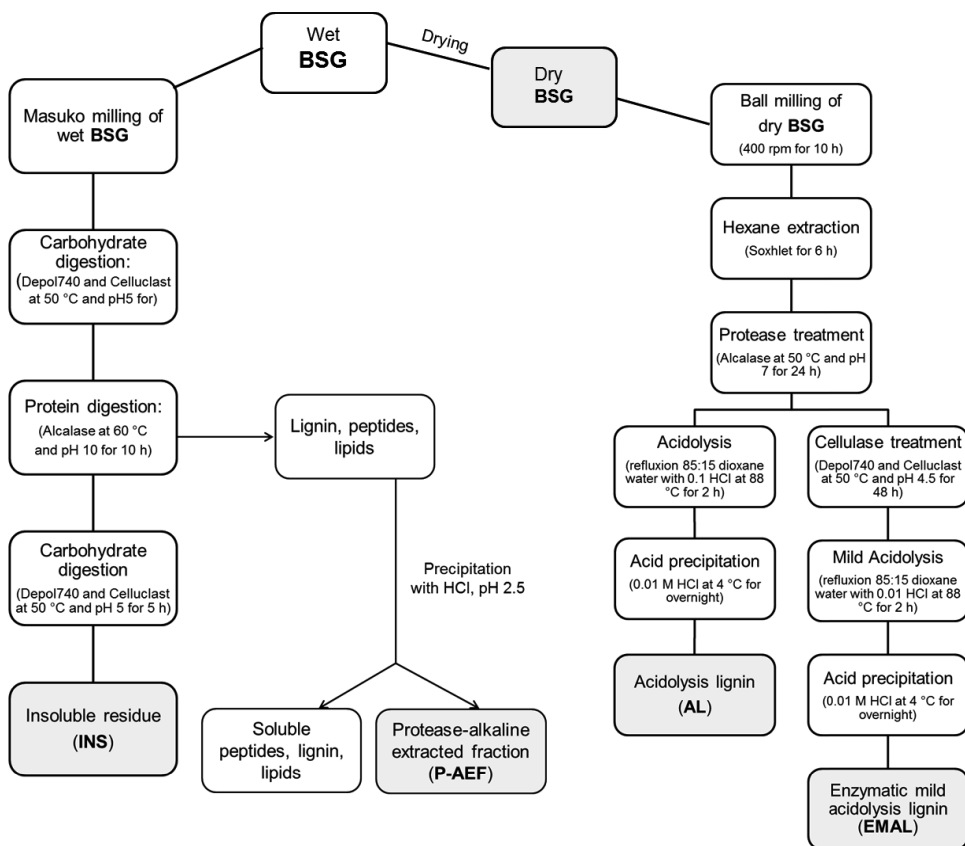 Wet
BSG
Drying
Dry
BSG
Masuko milling of
wet BSG
Carbohydrate
digestion:
(Depol740 and Celluclast
at 50 °C and pH5 for)
Protein digestion:
(Alcalase at 60 °C
and pH 10 for 10 h)
Carbohydrate
digestion
(Depol740 and Celluclast
at 50 °C and pH 5 for 5 h)
Insoluble residue
(INS)
Lignin, peptides,
lipids
Precipitation
with HCl, pH 2.5
Soluble
peptides, lignin,
lipids
Protease-alkaline
extracted fraction
(P-AEF)
Ball milling of
dry BSG
(400 rpm for 10 h)
Hexane extraction
(Soxhlet for 6 h)
Protease treatment
(Alcalase at 50 °C and pH
7 for 24 h)
Acidolysis
(refluxion 85:15 dioxane
water with 0.1 HCl at 88
°C for 2 h)
Acid precipitation
(0.01 M HCl at 4 °C for
overnight)
Acidolysis lignin
(AL)
Cellulase treatment
(Depol740 and Celluclast
at 50 °C and pH 4.5 for
48 h)
Mild Acidolysis
(refluxion 85:15 dioxane
water with 0.01 HCl at 88
°C for 2 h)
Acid precipitation
(0.01 M HCl at 4 °C for
overnight)
Enzymatic mild
acidolysis lignin
(EMAL)